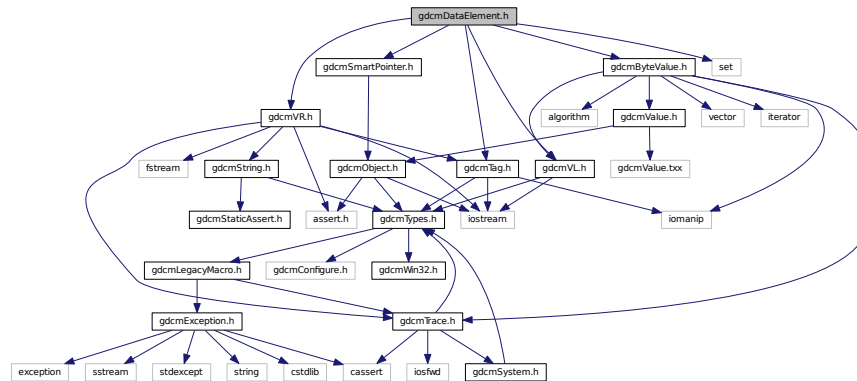 gdcmDataElement.h
gdcmSmartPointer.h
gdcmByteValue.h
set
gdcmVR.h
algorithm
gdcmValue.h
vector
iterator
fstream
gdcmString.h
gdcmObject.h
gdcmTag.h
gdcmVL.h
gdcmValue.txx
gdcmStaticAssert.h
assert.h
gdcmTypes.h
iostream
iomanip
gdcmLegacyMacro.h
gdcmConfigure.h
gdcmWin32.h
gdcmException.h
gdcmTrace.h
exception
sstream
stdexcept
string
cstdlib
cassert
iosfwd
gdcmSystem.h